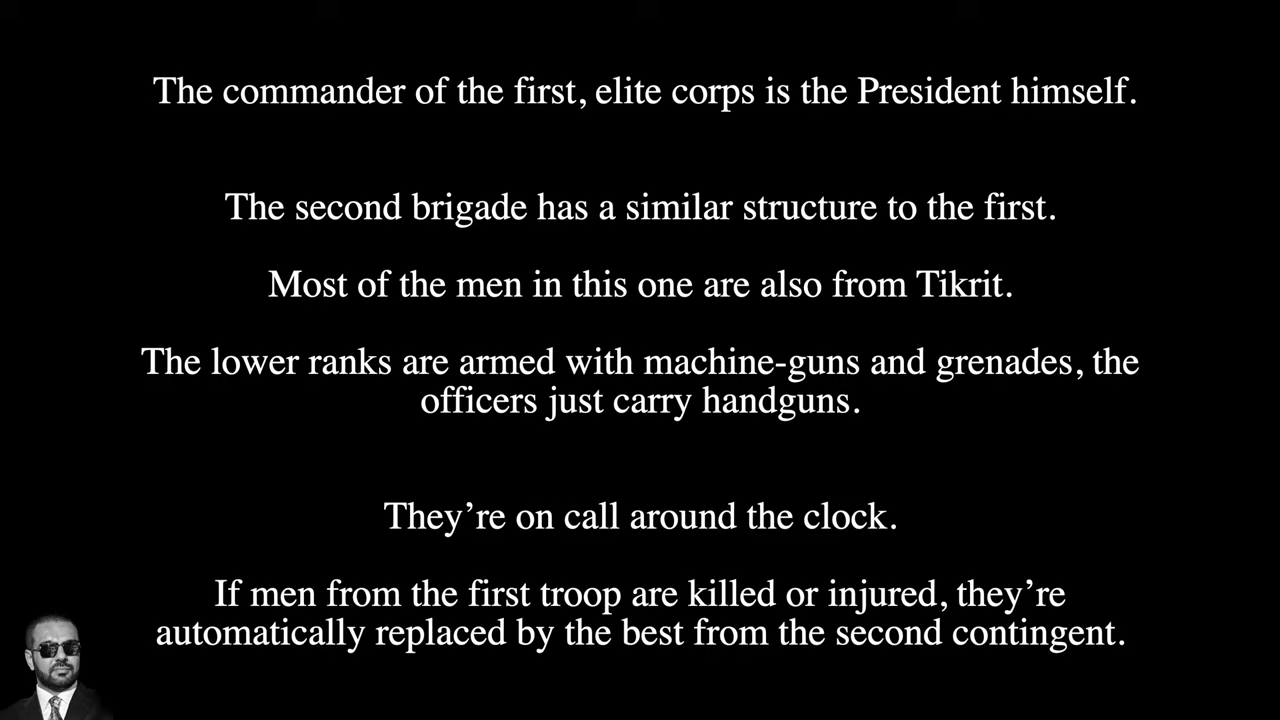 The commander of the first, elite corps is the President himself.
The second brigade has a similar structure to the first.
Most of the men in this one are also from Tikrit.
The lower ranks are armed with machine-guns and grenades, the
officers just carry handguns.
They’re on call around the clock.
If men from the first troop are killed or injured, they’re
automatically replaced by the best from the second contingent.